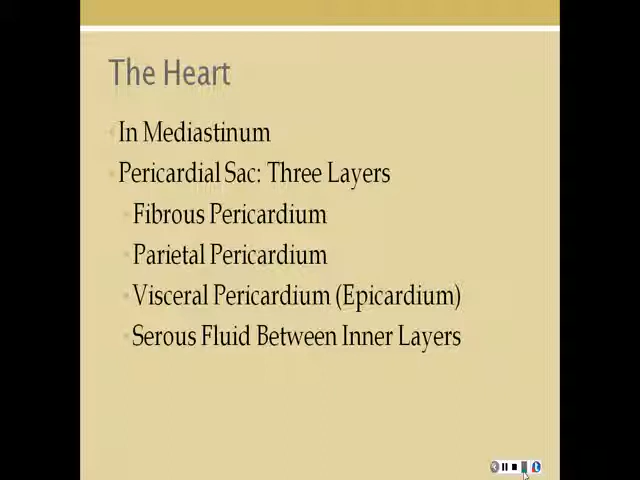 The Heart
In Mediastinum
Pericardial Sac: Three Layers
Fibrous Pericardium
Parietal Pericardium
Visceral Pericardium (Epicardium)
Serous Fluid Between Inner Layers